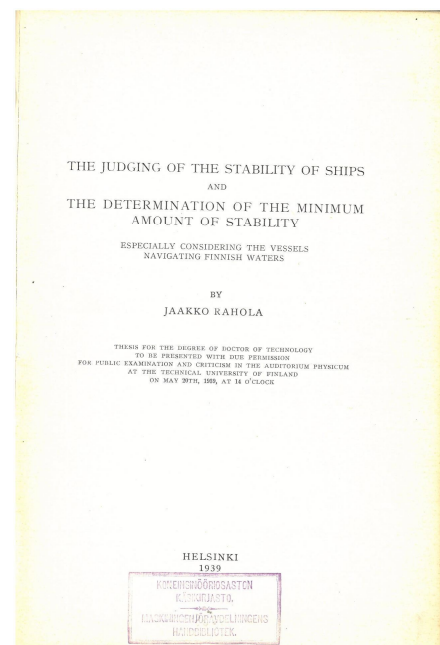 THE JUDGING OF THE STABILITY OF SHIPS
AND
THE DETERMINATION OF THE MINIMUM
AMOUNT OF STABILITY
ESPECIALLY CONSIDERING THE VESSELS
NAVIGATING FINNISH WATERS
BY
JAAKKO RAHOLA
THESIS FOR THE DEGREE OF DOCTOR OF TECHNOLOGY
TO BE PRESENTED WITH DUE PERMISSION
FOR PUBLIC EXAMINATION AND CRITICISM IN THE AUDITORIUM PHYSICUM
AT THE TECHNICAL UNIVERSITY OF FINLAND
ON MAY 29TH, 1939, AT 14 O'CLOCK
HELSINKI
1939
KONEINSINÖÖRIOSASTON
KÄSIKIRJASTO.
MASKININGENJÖRAVDELNINGENS
HANDBIBLIOTEK.